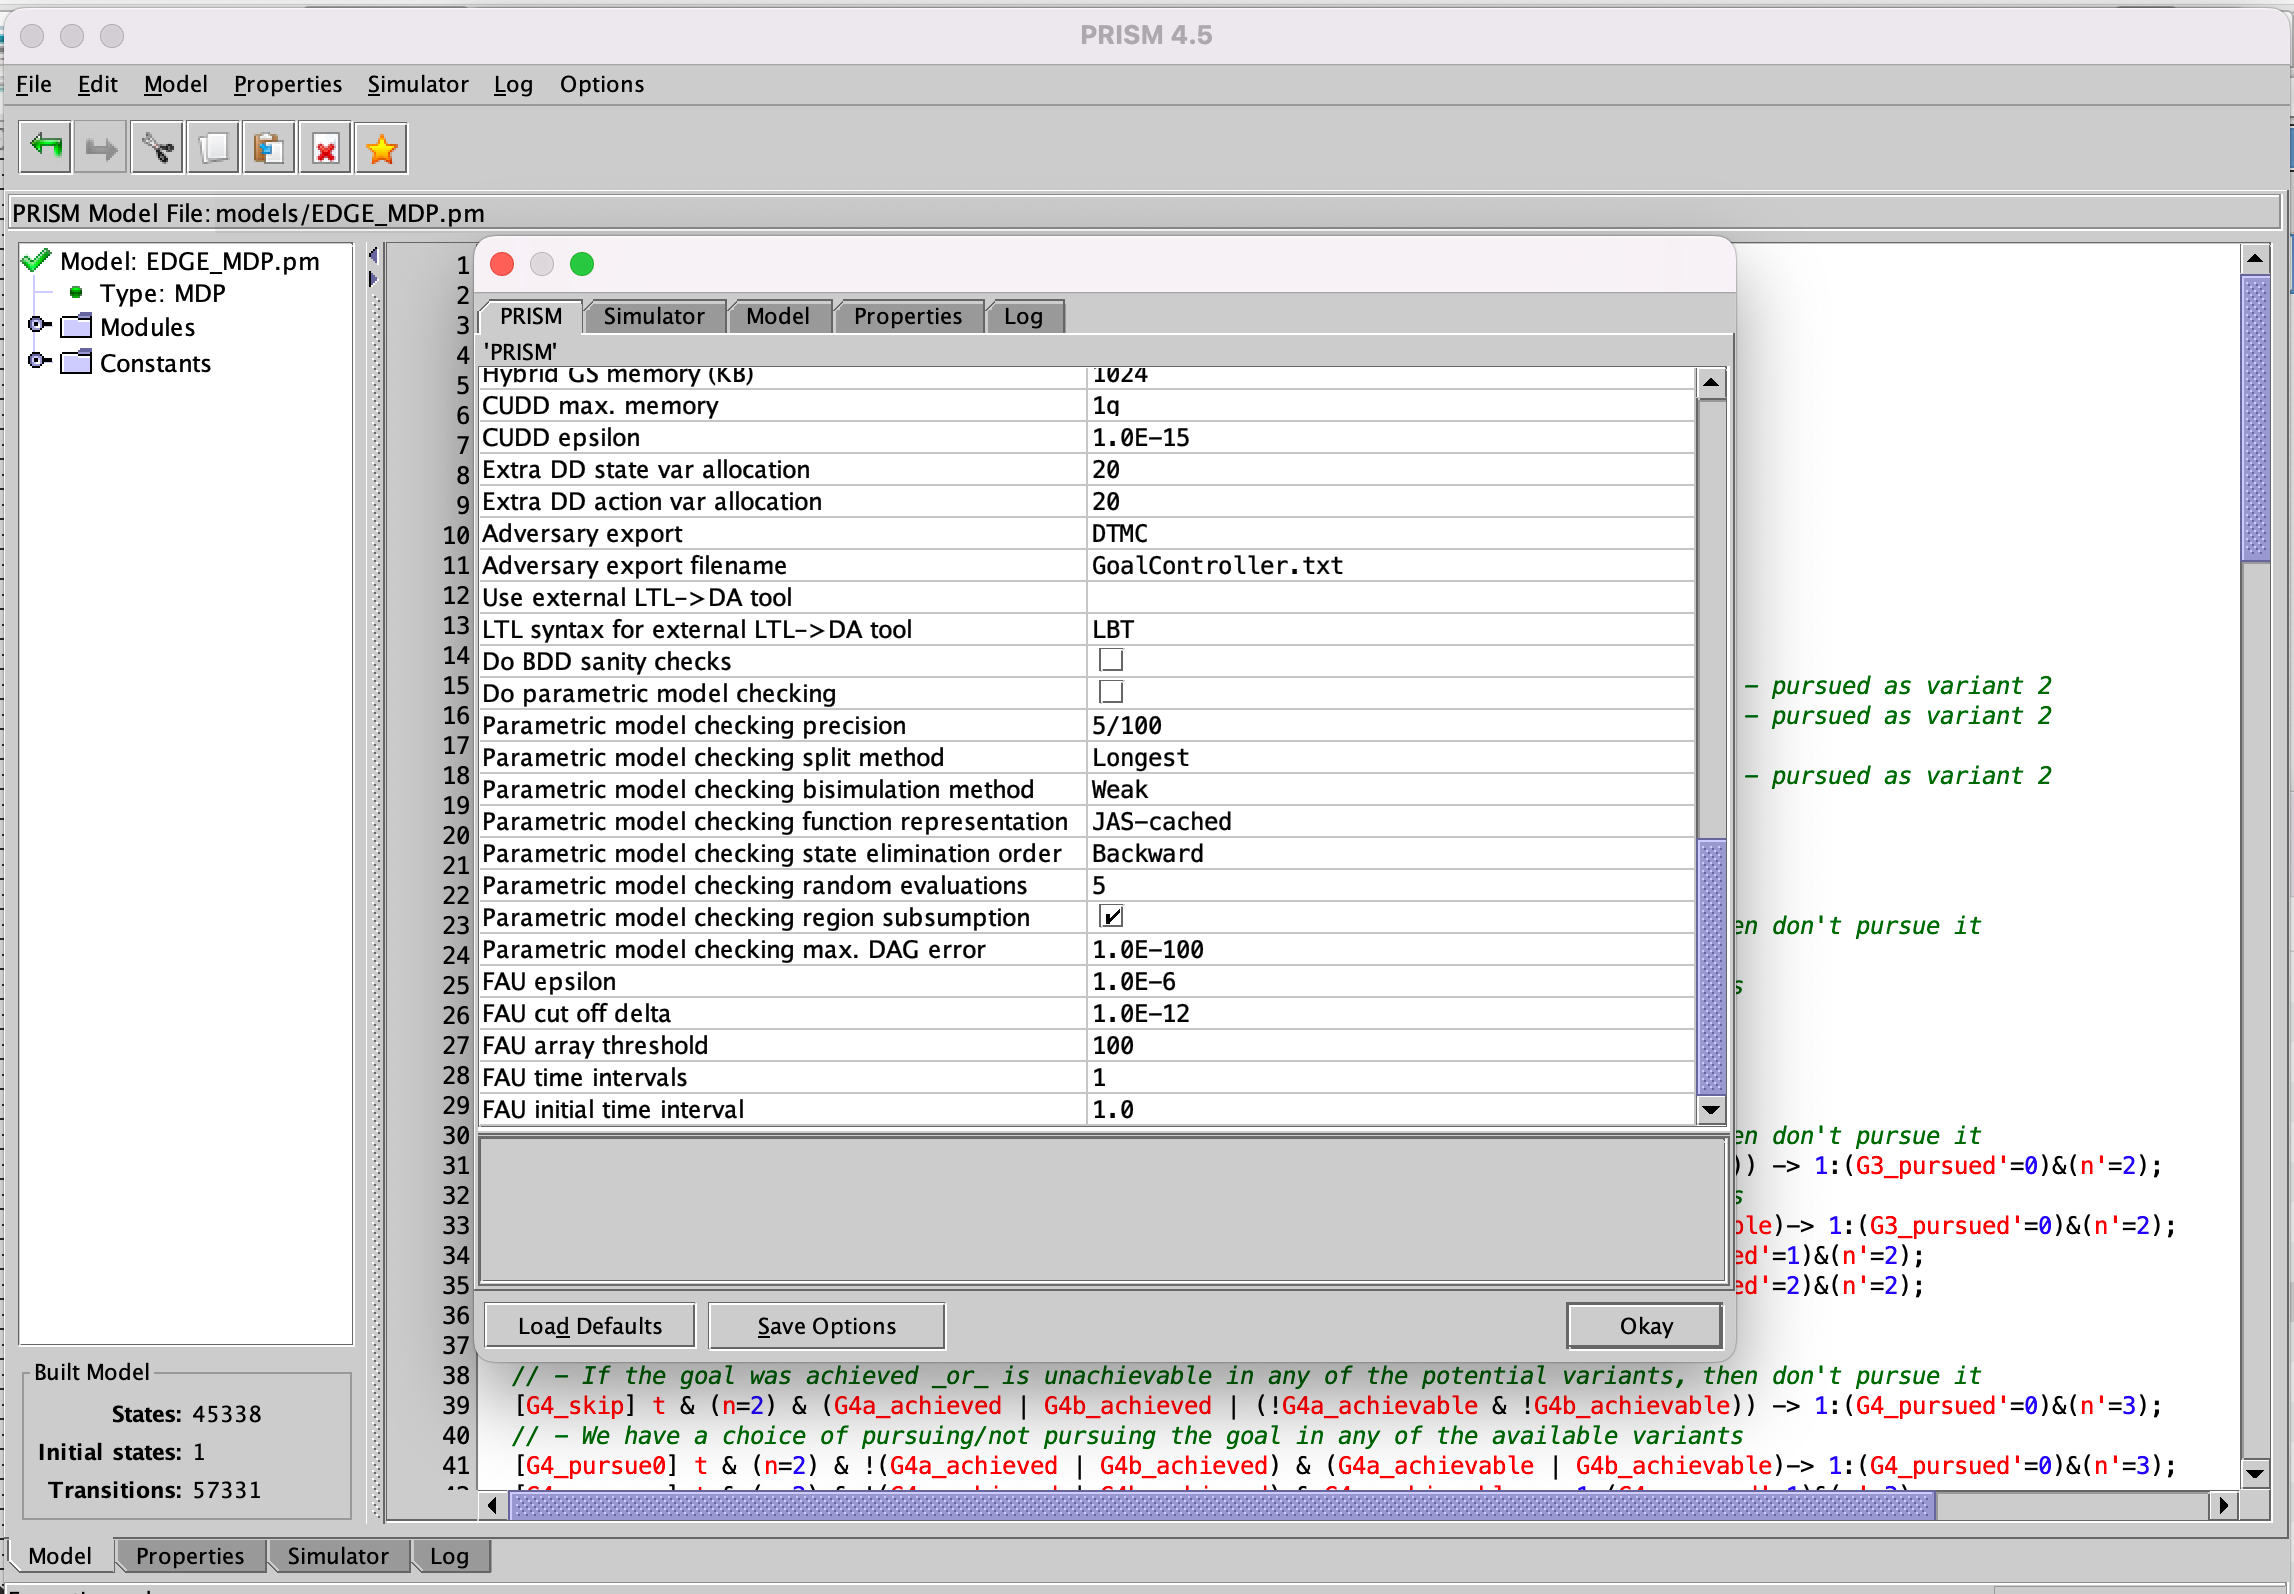 PRISM 4.5
File Edit Model Properties Simulator Log Options
PRISM Model File: models/EDGE_MDP.pm
Model: EDGE_MDP.pm
Type: MDP
Modules
Constants
Built Model
States: 45338
Initial states: 1
Transitions: 57331
PRISM Simulator Model Properties Log
'PRISM'
Hybrid GS memory (KB) 1024
CUDD max. memory 1g
CUDD epsilon 1.0E-15
Extra DD state var allocation 20
Extra DD action var allocation 20
Adversary export DTMC
Adversary export filename GoalController.txt
Use external LTL->DA tool
LTL syntax for external LTL->DA tool LBT
Do BDD sanity checks
Do parametric model checking
Parametric model checking precision 5/100
Parametric model checking split method Longest
Parametric model checking bisimulation method Weak
Parametric model checking function representation JAS-cached
Parametric model checking state elimination order Backward
Parametric model checking random evaluations 5
Parametric model checking region subsumption
Parametric model checking max. DAG error 1.0E-100
FAU epsilon 1.0E-6
FAU cut off delta 1.0E-12
FAU array threshold 100
FAU time intervals 1
FAU initial time interval 1.0
Load Defaults Save Options Okay
1
2
3
4
5
6
7
8
9
10
11
12
13
14
15 - pursued as variant 2
16 - pursued as variant 2
17
18 - pursued as variant 2
19
20
21
22
23 en don't pursue it
24
25 s
26
27
28
29
30 en don't pursue it
31 )) -> 1:(G3_pursued'=0)&(n'=2);
32 s
33 ble)-> 1:(G3_pursued'=0)&(n'=2);
34 ed'=1)&(n'=2);
35 ed'=2)&(n'=2);
36
37
38 // - If the goal was achieved _or_ is unachievable in any of the potential variants, then don't pursue it
39 [G4_skip] t & (n=2) & (G4a_achieved | G4b_achieved | (!G4a_achievable & !G4b_achievable)) -> 1:(G4_pursued'=0)&(n'=3);
40 // - We have a choice of pursuing/not pursuing the goal in any of the available variants
41 [G4_pursue0] t & (n=2) & !(G4a_achieved | G4b_achieved) & (G4a_achievable | G4b_achievable)-> 1:(G4_pursued'=0)&(n'=3);
Model Properties Simulator Log